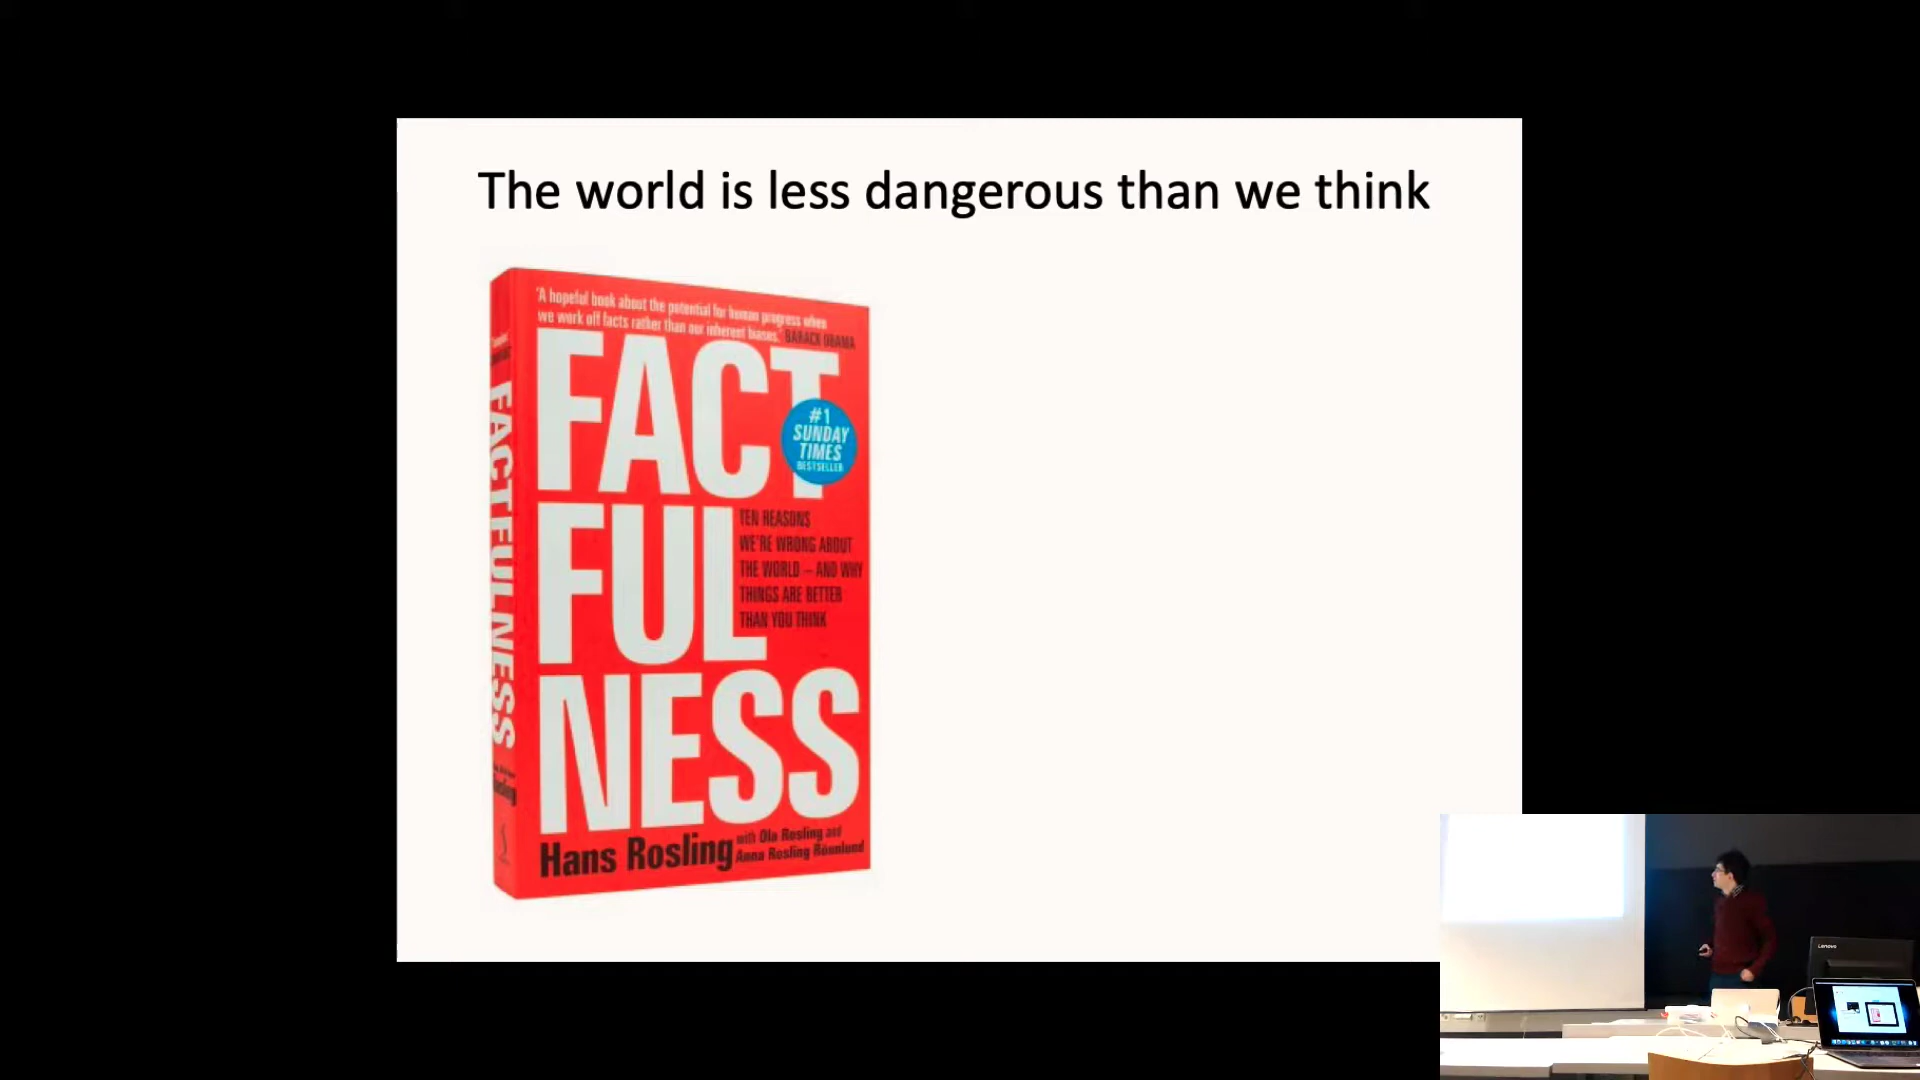 The world is less dangerous than we think
'A hopeful book about the potential for human progress when
we work off facts rather than our inherent biases.' BARACK OBAMA
FACT
#1
SUNDAY
TIMES
BESTSELLER
FUL
TEN REASONS
WE'RE WRONG ABOUT
THE WORLD – AND WHY
THINGS ARE BETTER
THAN YOU THINK
NESS
Hans Rosling with Ola Rosling and
Anna Rosling Rönnlund
FACTFULNESS
Rosling
Lenovo